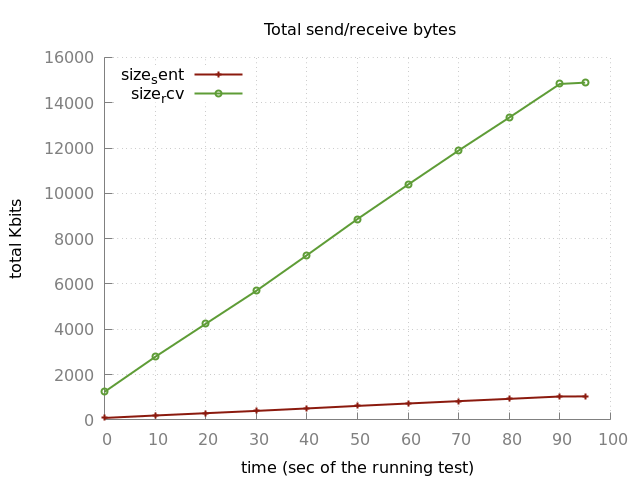 Total send/receive bytes
16000
14000
12000
10000
8000
6000
4000
2000
0
total Kbits
size_sent
size_rcv
0 10 20 30 40 50 60 70 80 90 100
time (sec of the running test)